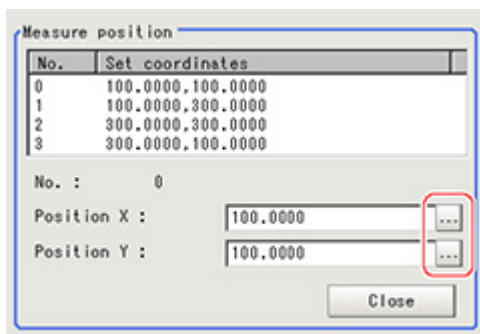 Measure position
No. Set coordinates
0 100.0000,100.0000
1 100.0000,300.0000
2 300.0000,300.0000
3 300.0000,100.0000
No. : 0
Position X : 100.0000 ...
Position Y : 100.0000 ...
Close